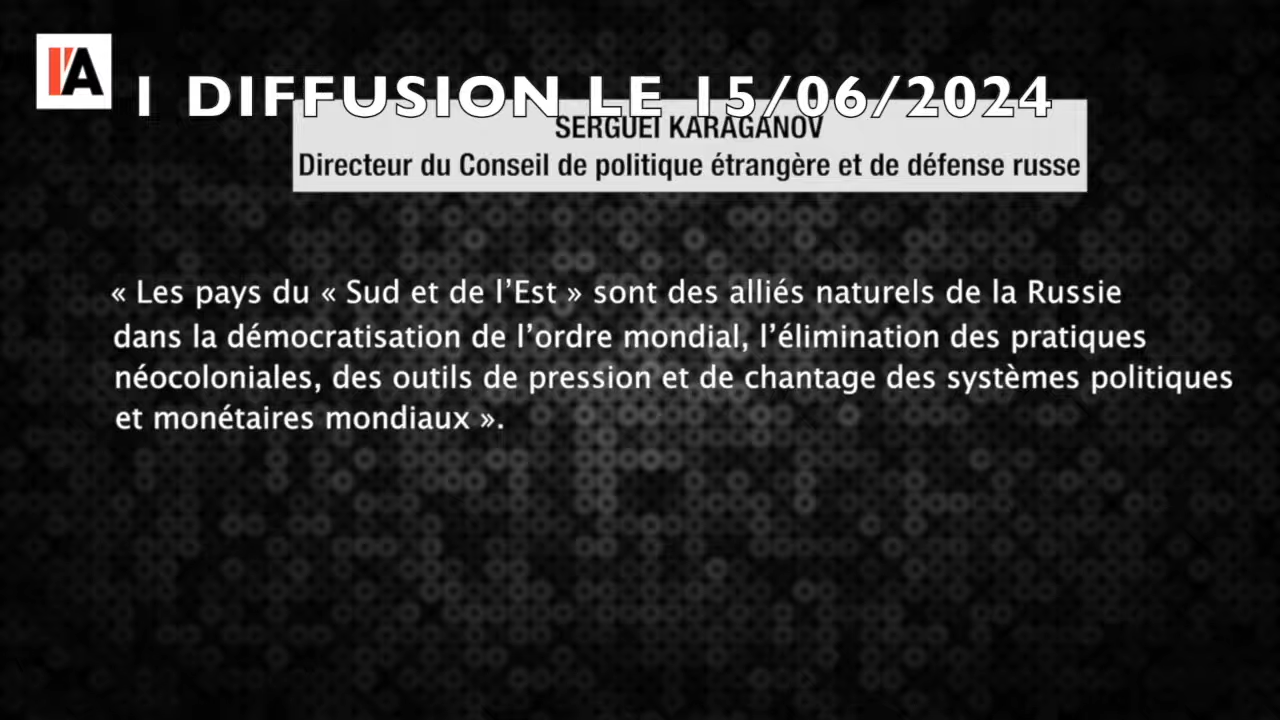 I'A
| DIFFUSION LE 15/06/2024
SERGUEÏ KARAGANOV
Directeur du Conseil de politique étrangère et de défense russe
« Les pays du « Sud et de l’Est » sont des alliés naturels de la Russie
dans la démocratisation de l’ordre mondial, l’élimination des pratiques
néocoloniales, des outils de pression et de chantage des systèmes politiques
et monétaires mondiaux ».